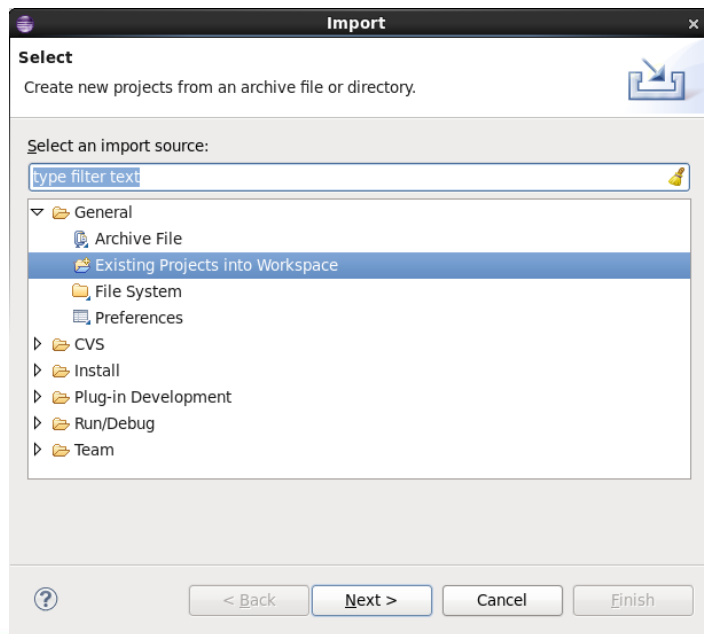 Import
Select
Create new projects from an archive file or directory.
Select an import source:
type filter text
General
Archive File
Existing Projects into Workspace
File System
Preferences
CVS
Install
Plug-in Development
Run/Debug
Team
? < Back Next > Cancel Finish